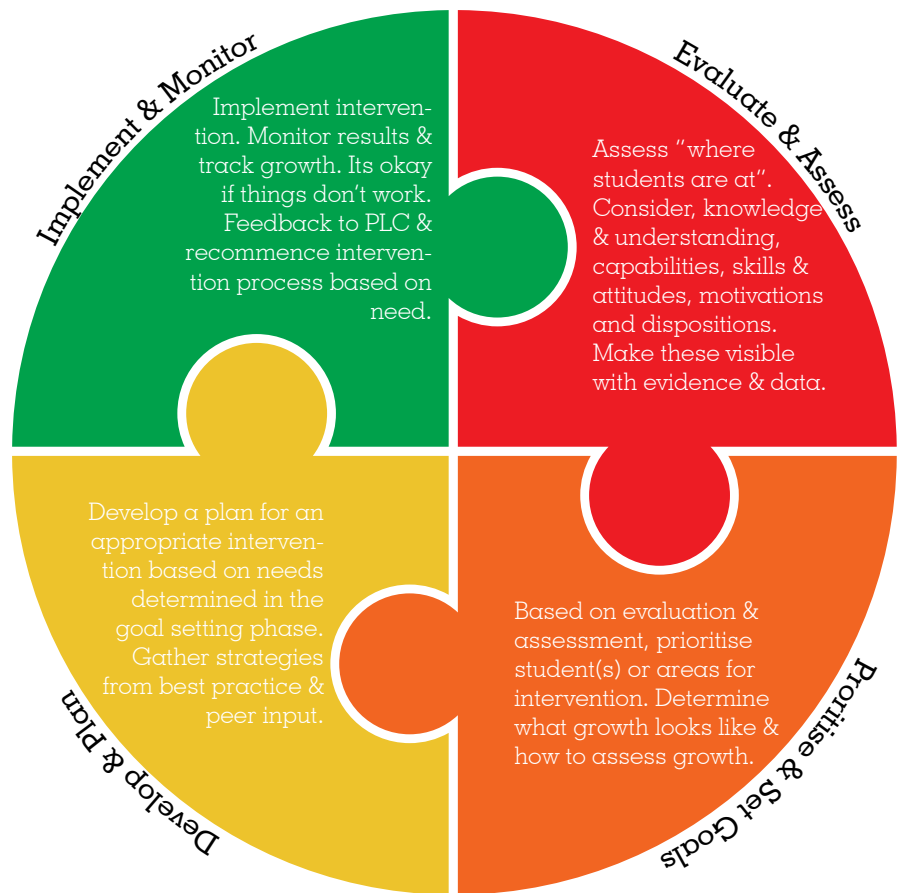 Implement & Monitor
Implement interven-
tion. Monitor results &
track growth. Its okay
if things don't work.
Feedback to PLC &
recommence interven-
tion process based on
need.
Evaluate & Assess
Assess "where
students are at".
Consider, knowledge
& understanding,
capabilities, skills &
attitudes, motivations
and dispositions.
Make these visible
with evidence & data.
Develop a plan for an
appropriate interven-
tion based on needs
determined in the
goal setting phase.
Gather strategies
from best practice &
peer input.
Develop & Plan
Based on evaluation &
assessment, prioritise
student(s) or areas for
intervention. Determine
what growth looks like &
how to assess growth.
Proritise & Set Goals